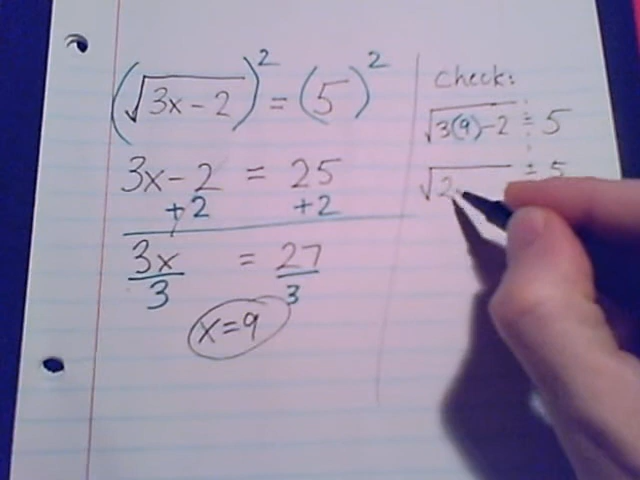 (√3x-2)² = (5)²
3x-2 = 25
+2 +2
3x = 27
3 3
x=9
Check:
√3(9)-2 = 5
√2 = 5